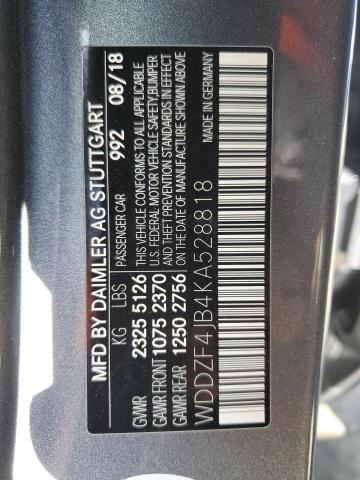 MFD BY DAIMLER AG STUTTGART
PASSENGER CAR 992 08/18
KG LBS
GVWR 2325 5126
GAWR FRONT 1075 2370
GAWR REAR 1250 2756
THIS VEHICLE CONFORMS TO ALL APPLICABLE
U.S. FEDERAL MOTOR VEHICLE SAFETY, BUMPER
AND THEFT PREVENTION STANDARDS IN EFFECT
ON THE DATE OF MANUFACTURE SHOWN ABOVE
WDDZF4JB4KA528818
MADE IN GERMANY